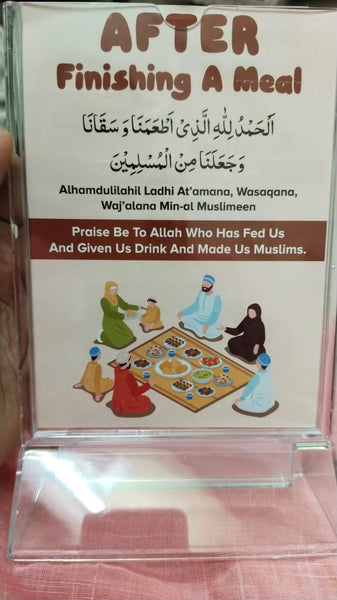 AFTER
Finishing A Meal
اَلْحَمْدُ لِلّٰهِ الَّذِىْ اَطْعَمَنَا وَ سَقَانَا
وَ جَعَلَنَا مِنَ الْمُسْلِمِيْنَ
Alhamdulilahil Ladhi At'amana, Wasaqana,
Waj'alana Min-al Muslimeen
Praise Be To Allah Who Has Fed Us
And Given Us Drink And Made Us Muslims.